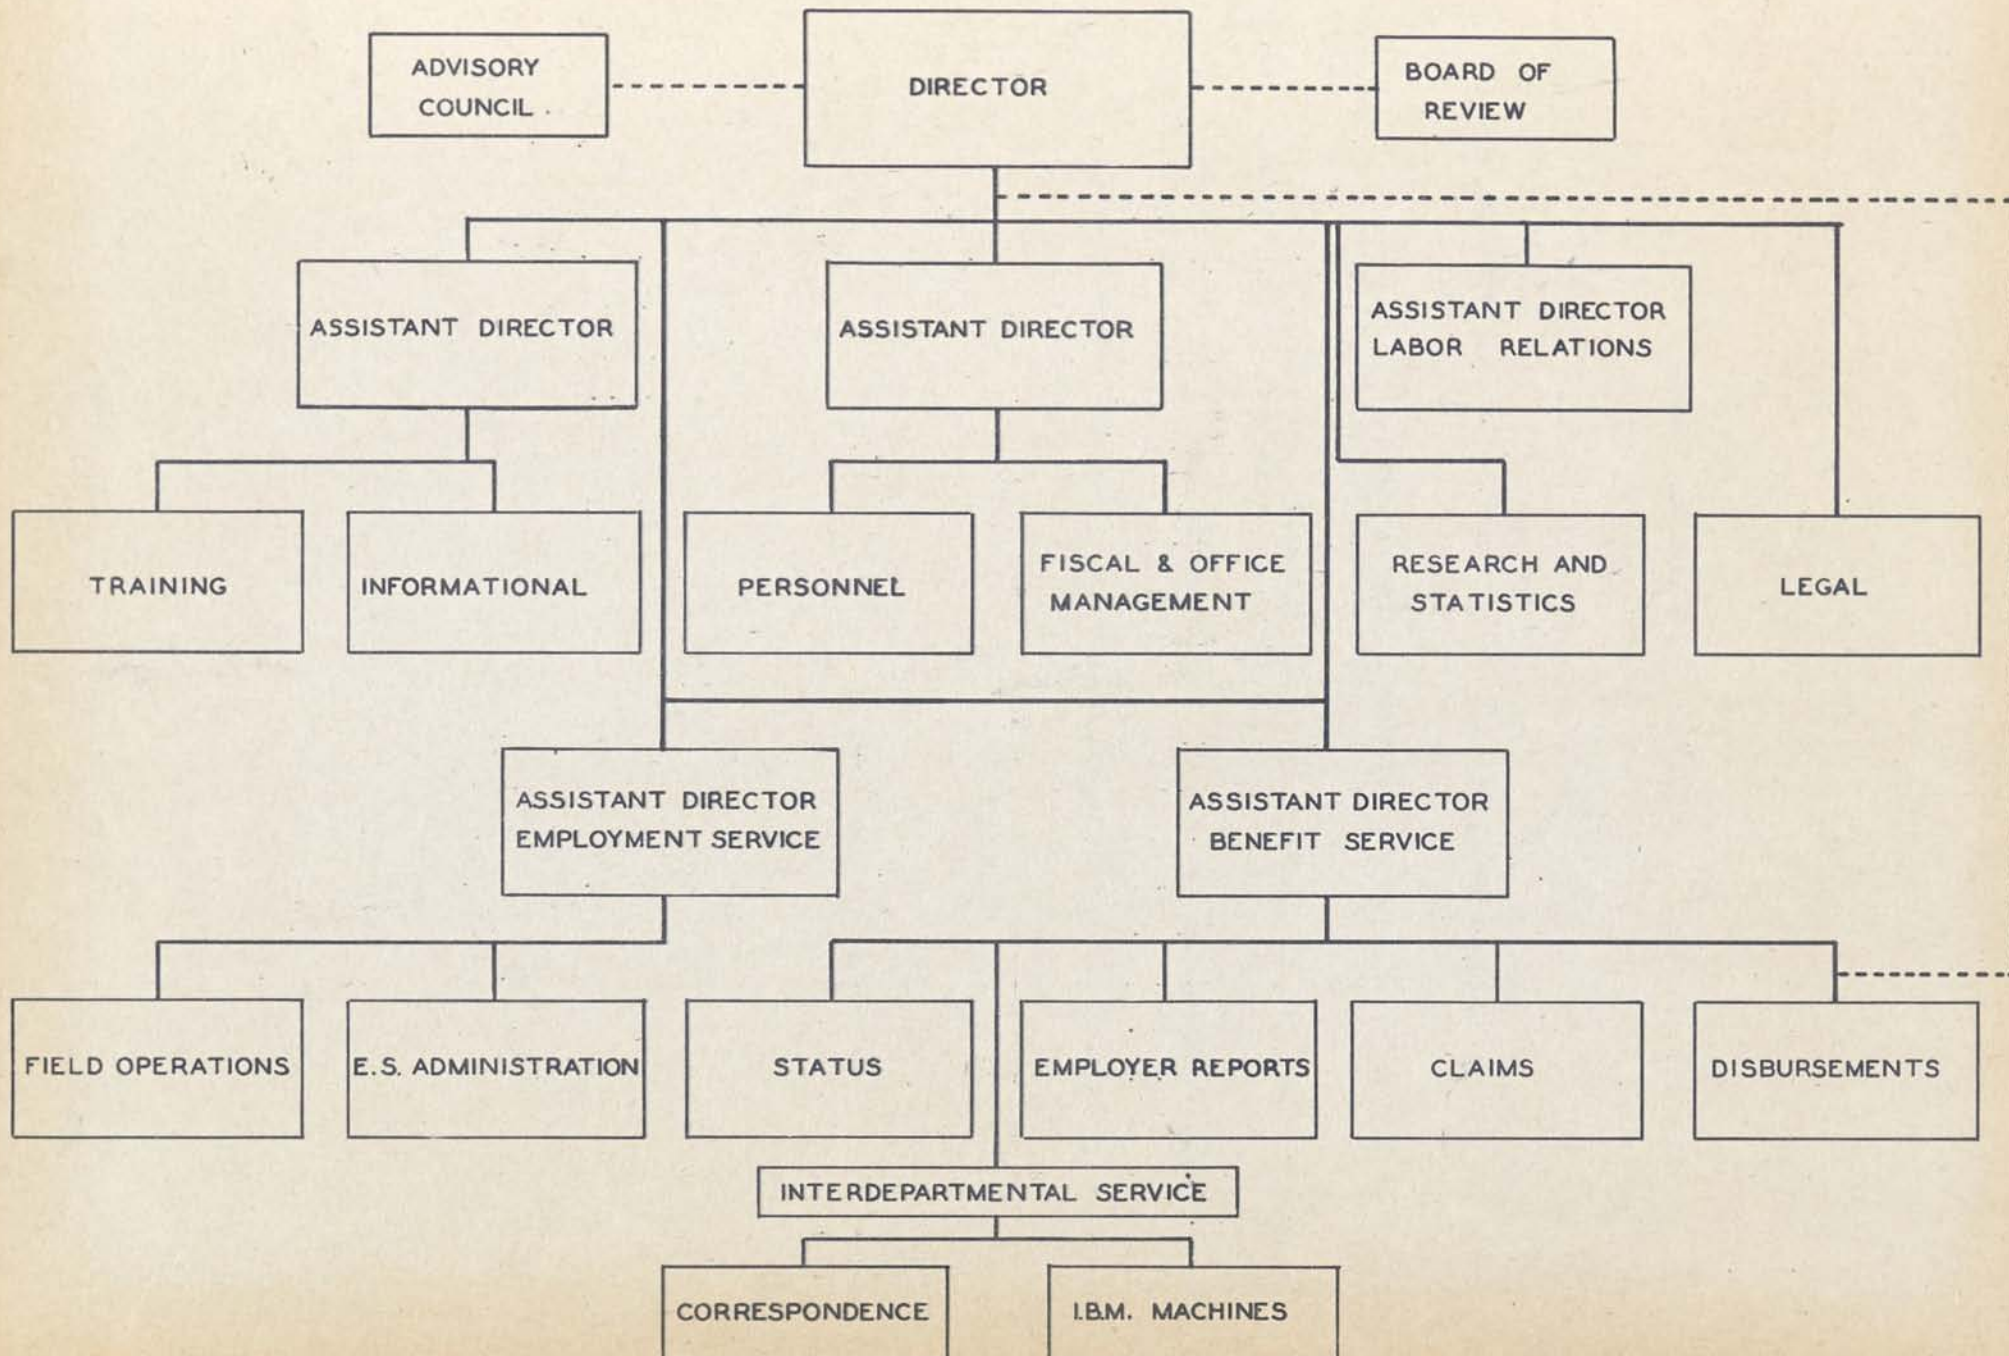 ADVISORY
COUNCIL
DIRECTOR
BOARD OF
REVIEW
ASSISTANT DIRECTOR
ASSISTANT DIRECTOR
ASSISTANT DIRECTOR
LABOR RELATIONS
TRAINING
INFORMATIONAL
PERSONNEL
FISCAL & OFFICE
MANAGEMENT
RESEARCH AND
STATISTICS
LEGAL
ASSISTANT DIRECTOR
EMPLOYMENT SERVICE
ASSISTANT DIRECTOR
BENEFIT SERVICE
FIELD OPERATIONS
E.S. ADMINISTRATION
STATUS
EMPLOYER REPORTS
CLAIMS
DISBURSEMENTS
INTERDEPARTMENTAL SERVICE
CORRESPONDENCE
I.B.M. MACHINES